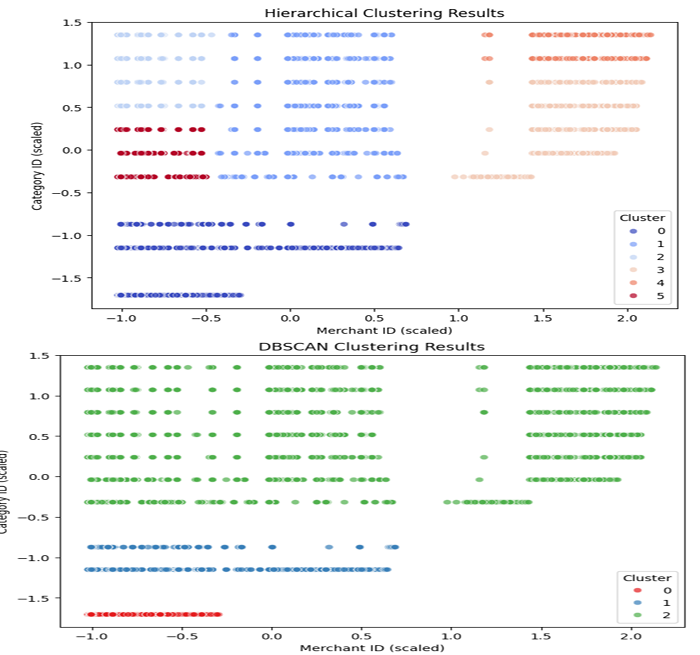 Hierarchical Clustering Results
1.5
1.0
0.5
0.0
−0.5
−1.0
−1.5
Category ID (scaled)
Cluster
0
1
2
3
4
5
−1.0 −0.5 0.0 0.5 1.0 1.5 2.0
Merchant ID (scaled)
DBSCAN Clustering Results
1.5
1.0
0.5
0.0
−0.5
−1.0
−1.5
Category ID (scaled)
Cluster
0
1
2
−1.0 −0.5 0.0 0.5 1.0 1.5 2.0
Merchant ID (scaled)